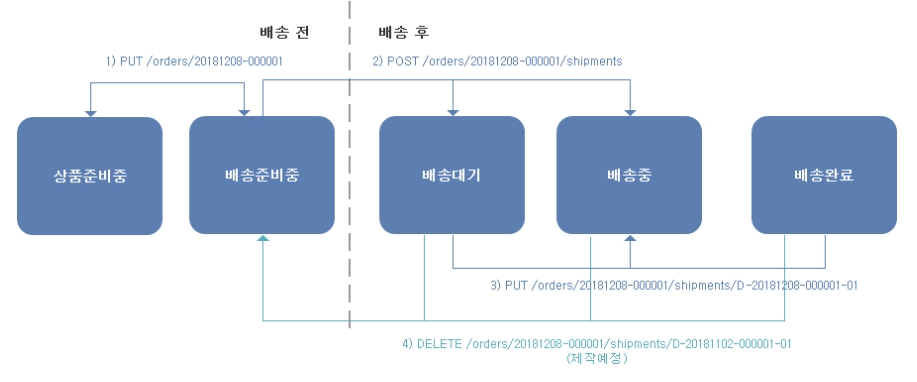 배송 전
배송 후
1) PUT /orders/20181208-000001
2) POST /orders/20181208-000001/shipments
상품준비중
배송준비중
배송대기
배송중
배송완료
3) PUT /orders/20181208-000001/shipments/D-20181208-000001-01
4) DELETE /orders/20181208-000001/shipments/D-20181102-000001-01
(제작예정)